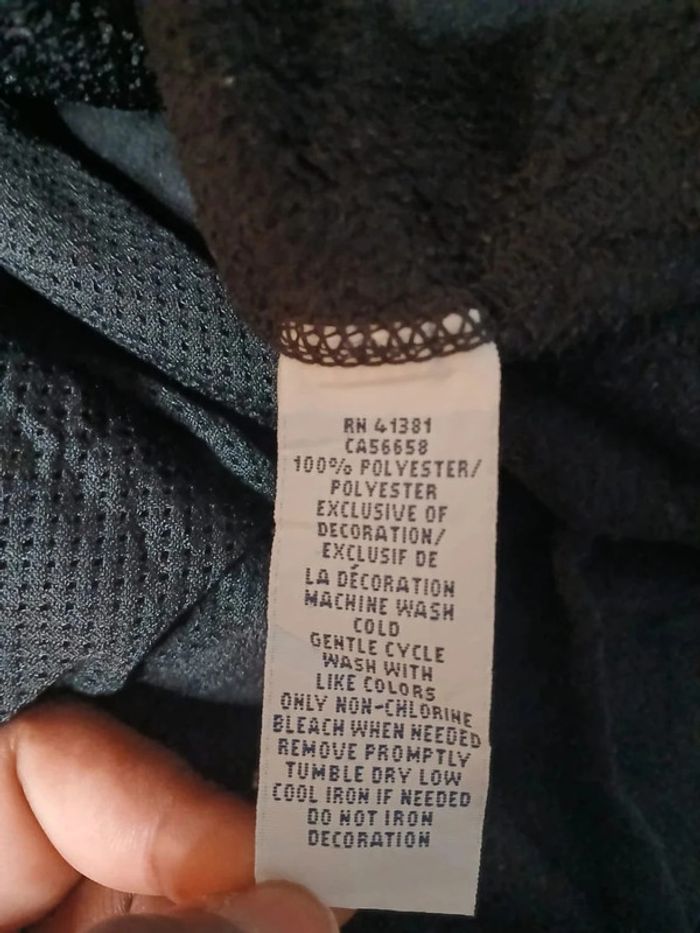 RN 41381
CA56658
100% POLYESTER/
POLYESTER
EXCLUSIVE OF
DECORATION/
EXCLUSIF DE
LA DÉCORATION
MACHINE WASH
COLD
GENTLE CYCLE
WASH WITH
LIKE COLORS
ONLY NON-CHLORINE
BLEACH WHEN NEEDED
REMOVE PROMPTLY
TUMBLE DRY LOW
COOL IRON IF NEEDED
DO NOT IRON
DECORATION